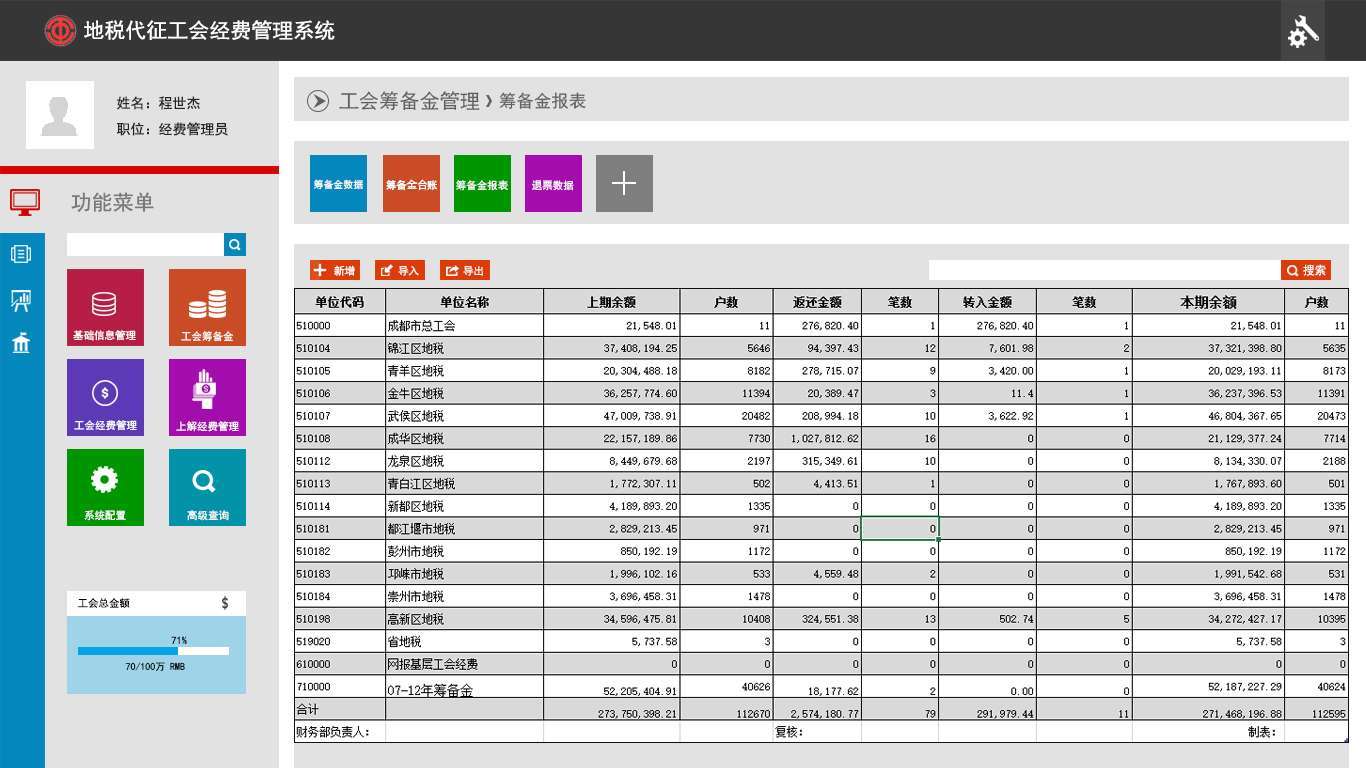 地税代征工会经费管理系统
姓名：程世杰
职位：经费管理员
功能菜单
基础信息管理 工会筹备金
工会经费管理 上解经费管理
系统配置 高级查询
工会总金额 $
71%
70/100万 RMB
工会筹备金管理 › 筹备金报表
筹备金数据 筹备金台账 筹备金报表 退票数据
新增 导入 导出 搜索
单位代码 单位名称 上期余额 户数 返还金额 笔数 转入金额 笔数 本期余额 户数
510000 成都市总工会 21,548.01 11 276,820.40 1 276,820.40 1 21,548.01 11
510104 锦江区地税 37,408,194.25 5646 94,397.43 12 7,601.98 2 37,321,398.80 5635
510105 青羊区地税 20,304,488.18 8182 278,715.07 9 3,420.00 1 20,029,193.11 8173
510106 金牛区地税 36,257,774.60 11394 20,389.47 3 11.4 1 36,237,396.53 11391
510107 武侯区地税 47,009,738.91 20482 208,994.18 10 3,622.92 1 46,804,367.65 20473
510108 成华区地税 22,157,189.86 7730 1,027,812.62 16 0 0 21,129,377.24 7714
510112 龙泉区地税 8,449,679.68 2197 315,349.61 10 0 0 8,134,330.07 2188
510113 青白江区地税 1,772,307.11 502 4,413.51 1 0 0 1,767,893.60 501
510114 新都区地税 4,189,893.20 1335 0 0 0 0 4,189,893.20 1335
510181 都江堰市地税 2,829,213.45 971 0 0 0 0 2,829,213.45 971
510182 彭州市地税 850,192.19 1172 0 0 0 0 850,192.19 1172
510183 邛崃市地税 1,996,102.16 533 4,559.48 2 0 0 1,991,542.68 531
510184 崇州市地税 3,696,458.31 1478 0 0 0 0 3,696,458.31 1478
510198 高新区地税 34,596,475.81 10408 324,551.38 13 502.74 5 34,272,427.17 10395
519020 省地税 5,737.58 3 0 0 0 0 5,737.58 3
610000 网报基层工会经费 0 0 0 0 0 0 0 0
710000 07-12年筹备金 52,205,404.91 40626 18,177.62 2 0.00 0 52,187,227.29 40624
合计 273,750,398.21 112670 2,574,180.77 79 291,979.44 11 271,468,196.88 112595
财务部负责人： 复核： 制表：